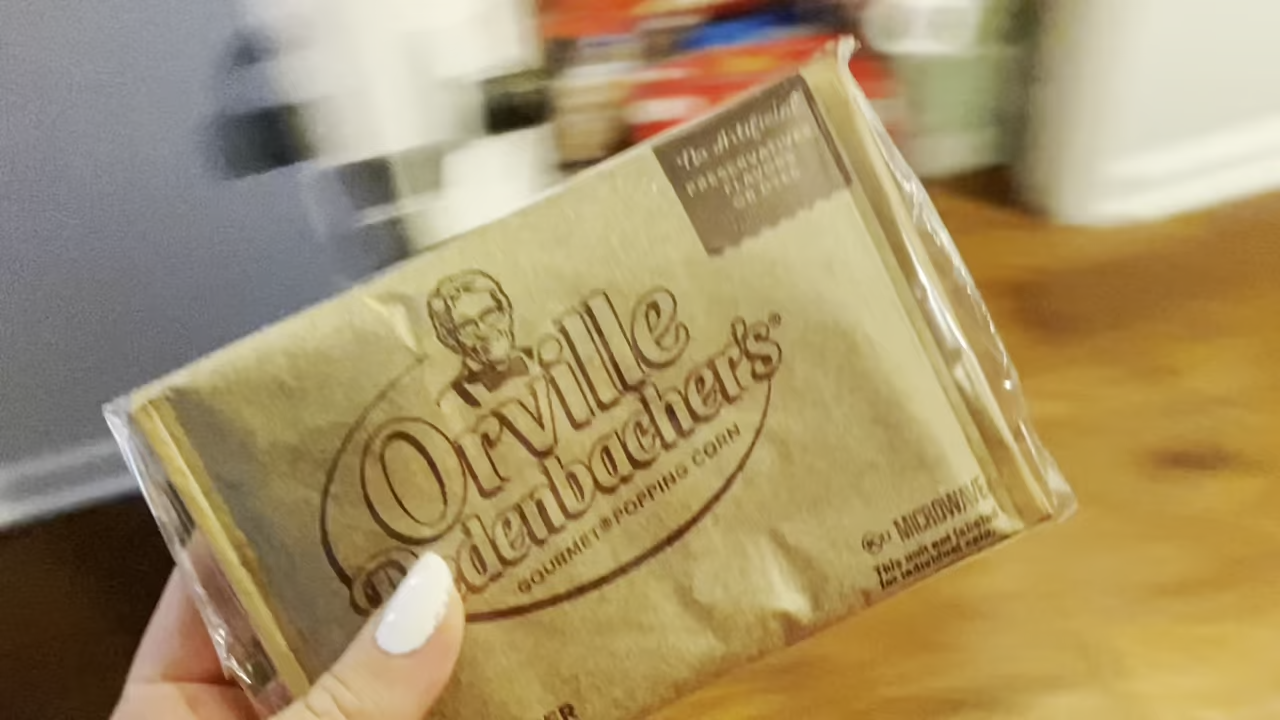 No Artificial
PRESERVATIVES
FLAVORS
OR DYES
Orville
Redenbacher's®
GOURMET® POPPING CORN
U MICROWAVE
This unit not labeled
for individual sale.
ER